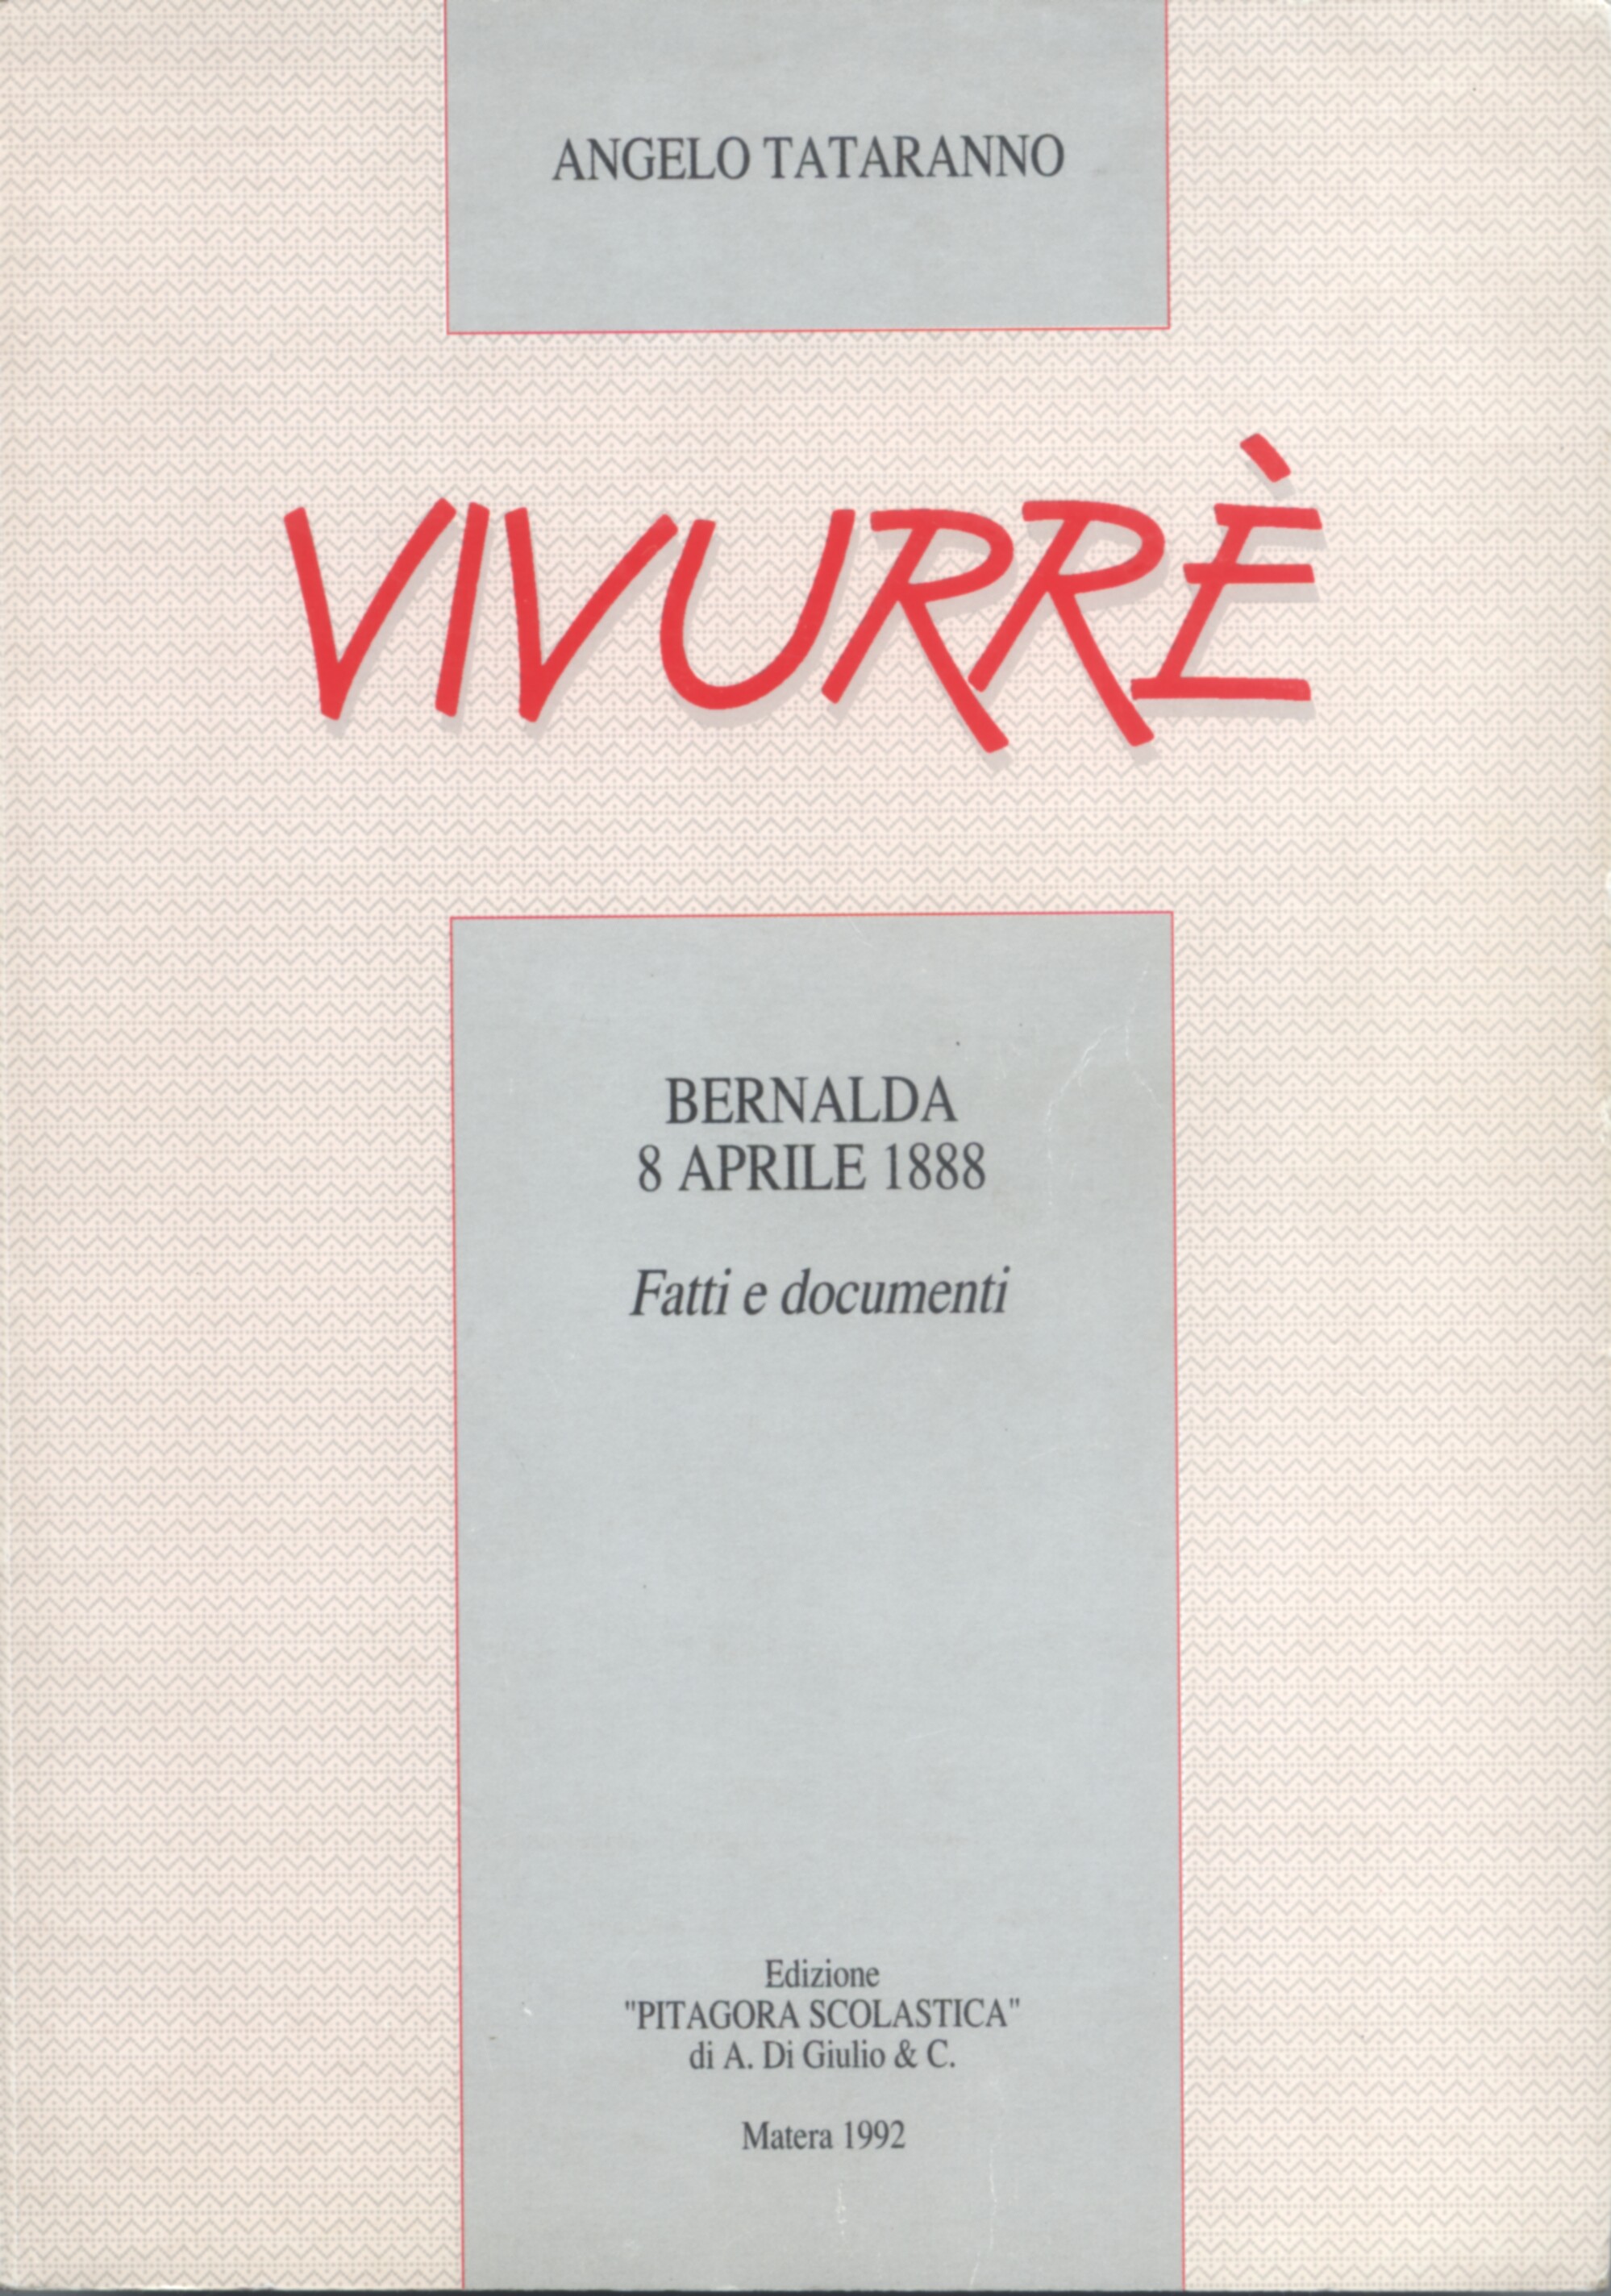 ANGELO TATARANNO
VIVURRÈ
BERNALDA
8 APRILE 1888
Fatti e documenti
Edizione
"PITAGORA SCOLASTICA"
di A. Di Giulio & C.
Matera 1992